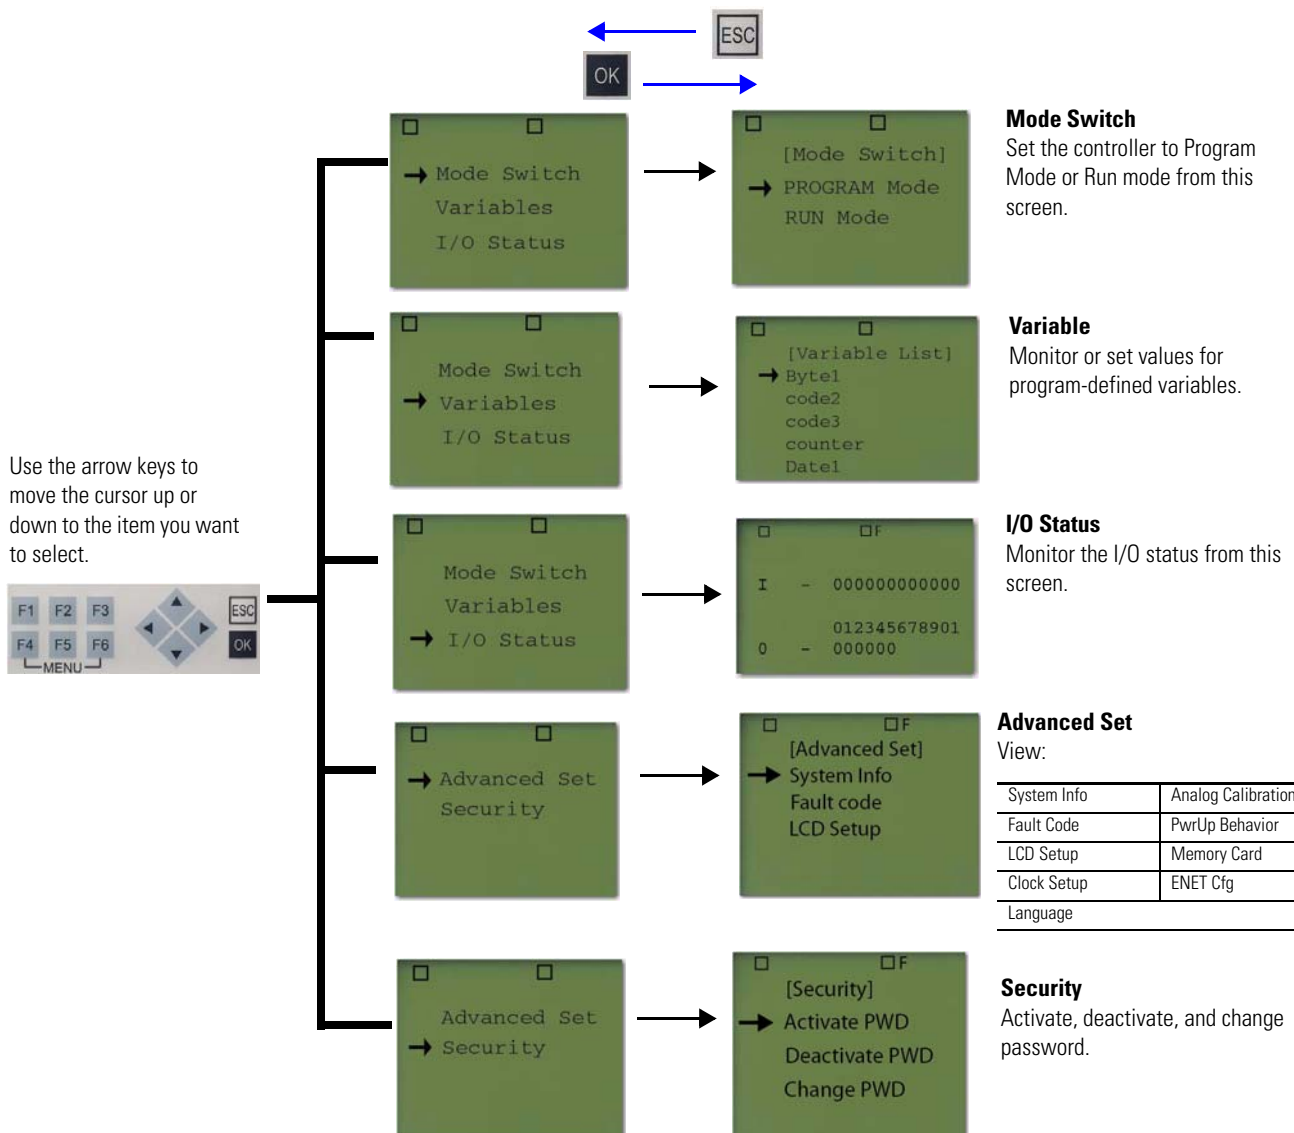 ESC
OK
Mode Switch
Variables
I/O Status
[Mode Switch]
PROGRAM Mode
RUN Mode
Mode Switch
Set the controller to Program
Mode or Run mode from this
screen.
Mode Switch
Variables
I/O Status
[Variable List]
Byte1
code2
code3
counter
Date1
Variable
Monitor or set values for
program-defined variables.
Use the arrow keys to
move the cursor up or
down to the item you want
to select.
F1 F2 F3
F4 F5 F6
MENU
ESC
OK
Mode Switch
Variables
I/O Status
F
I - 000000000000
012345678901
O - 000000
I/O Status
Monitor the I/O status from this
screen.
Advanced Set
Security
F
[Advanced Set]
System Info
Fault code
LCD Setup
Advanced Set
View:
System Info Analog Calibration
Fault Code PwrUp Behavior
LCD Setup Memory Card
Clock Setup ENET Cfg
Language
Advanced Set
Security
F
[Security]
Activate PWD
Deactivate PWD
Change PWD
Security
Activate, deactivate, and change
password.